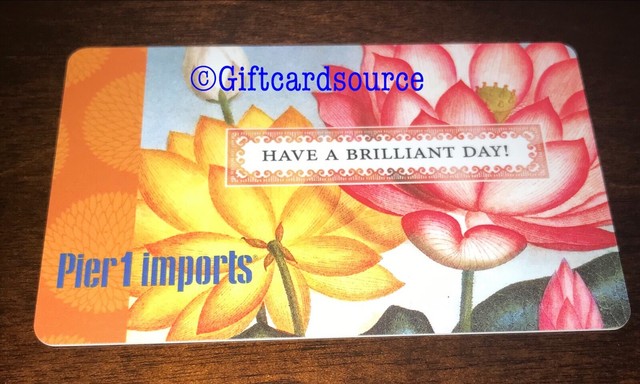 ©Giftcardsource
HAVE A BRILLIANT DAY!
Pier 1 imports